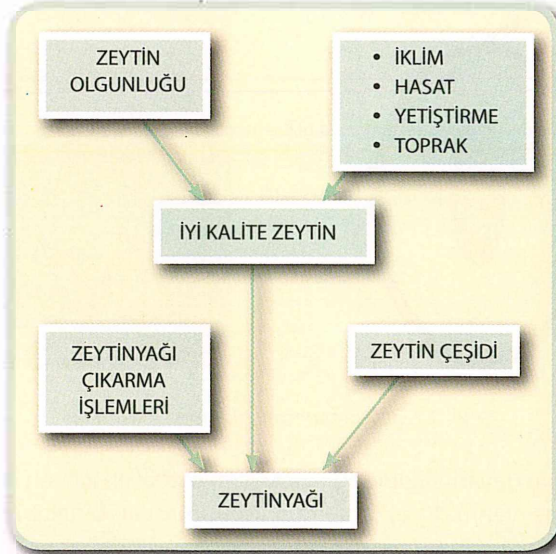 ZEYTİN
OLGUNLUĞU
• İKLİM
• HASAT
• YETİŞTİRME
• TOPRAK
İYİ KALİTE ZEYTİN
ZEYTİNYAĞI
ÇIKARMA
İŞLEMLERİ
ZEYTİN ÇEŞİDİ
ZEYTİNYAĞI